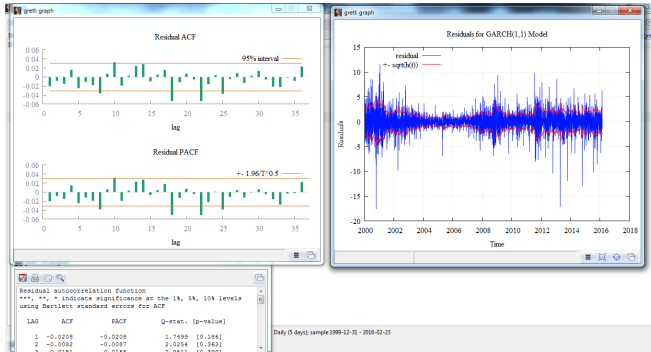 gretl: graph
Residual ACF
95% interval
0.06
0.04
0.02
0
-0.02
-0.04
-0.06
0 5 10 15 20 25 30 35
lag
Residual PACF
+- 1.96/T^0.5
0.06
0.04
0.02
0
-0.02
-0.04
-0.06
0 5 10 15 20 25 30 35
lag
gretl: graph
Residuals for GARCH(1,1) Model
residual
+- sqrt(h(t))
15
10
5
0
-5
-10
-15
-20
Residuals
2000 2002 2004 2006 2008 2010 2012 2014 2016 2018
Time
Residual autocorrelation function
***, **, * indicate significance at the 1%, 5%, 10% levels
using Bartlett standard errors for ACF
LAG ACF PACF Q-stat. [p-value]
1 -0.0208 -0.0208 1.7499 [0.186]
2 -0.0082 -0.0087 2.0254 [0.363]
Daily (5 days); sample 1999-12-31 - 2016-02-23